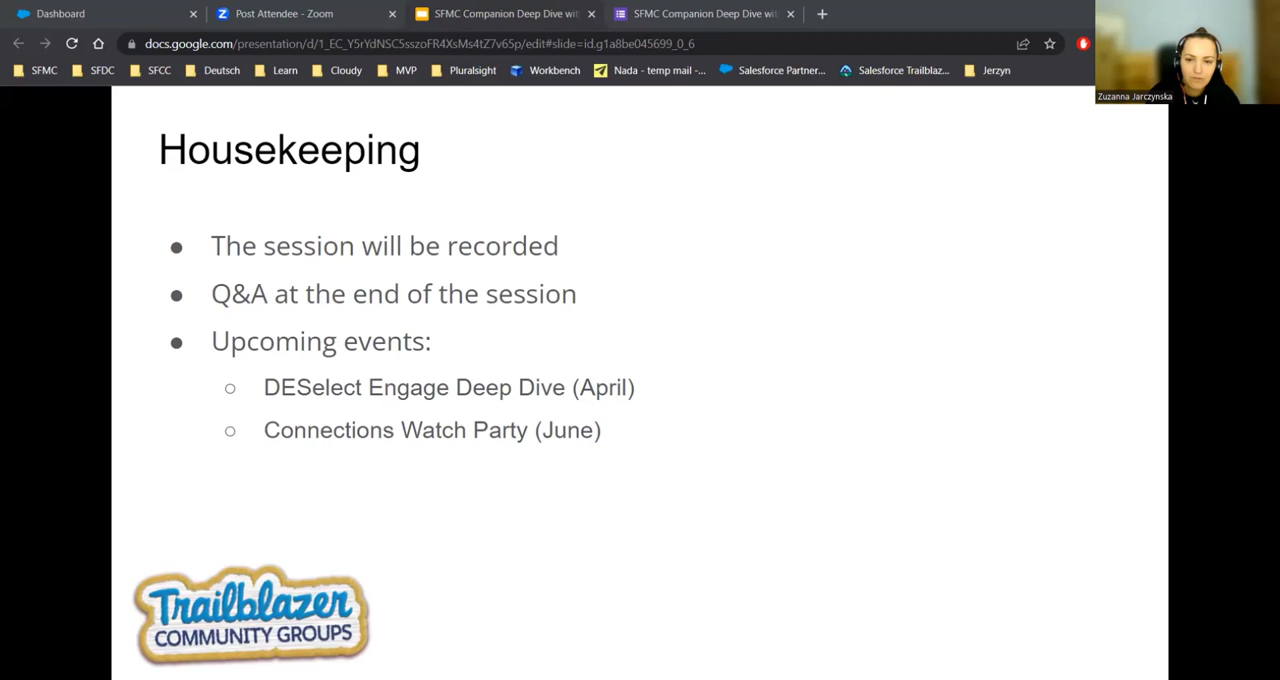 Dashboard
Post Attendee - Zoom
SFMC Companion Deep Dive wit
SFMC Companion Deep Dive wit
docs.google.com/presentation/d/1_EC_Y5rYdNSC5sszoFR4XsMs4tZ7v65p/edit#slide=id.g1a8be045699_0_6
SFMC
SFDC
SFCC
Deutsch
Learn
Cloudy
MVP
Pluralsight
Workbench
Nada - temp mail -...
Salesforce Partner...
Salesforce Trailblaz...
Jerzyn
Zuzanna Jarczynska
Housekeeping
● The session will be recorded
● Q&A at the end of the session
● Upcoming events:
○ DESelect Engage Deep Dive (April)
○ Connections Watch Party (June)
Trailblazer
COMMUNITY GROUPS